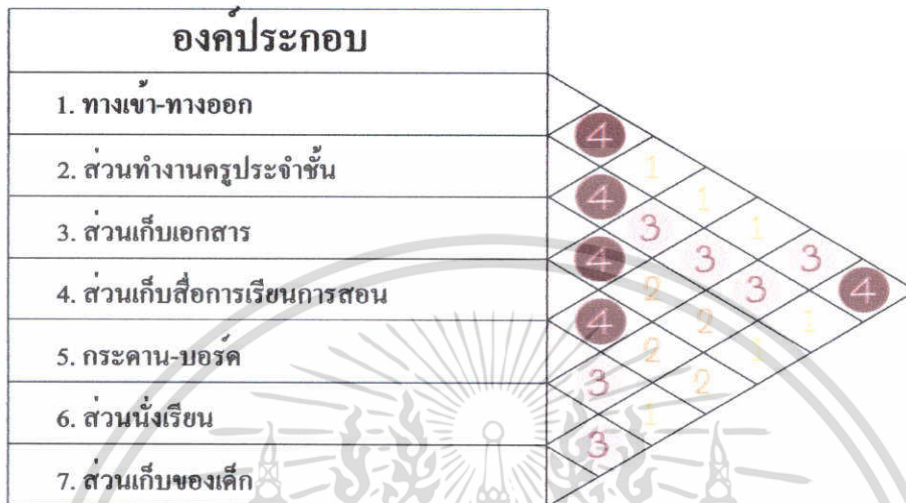 องค์ประกอบ
1. ทางเข้า-ทางออก
4
2. ส่วนทำงานครูประจำชั้น 1
4 1
3. ส่วนเก็บเอกสาร 3 1
4 3 3
4. ส่วนเก็บสื่อการเรียนการสอน 2 3 4
4 2 1
5. กระดาน-บอร์ด 2 1
3 2
6. ส่วนนั่งเรียน 1
3
7. ส่วนเก็บของเด็ก